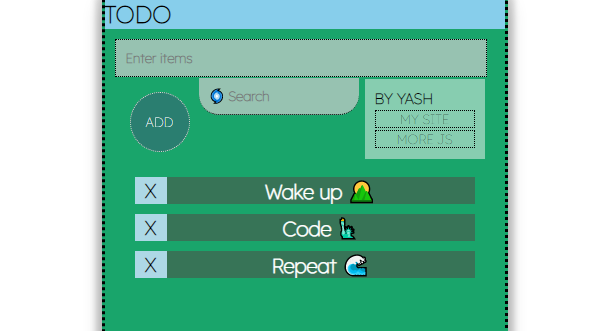 TODO
Enter items
Search
ADD
BY YASH
MY SITE
MORE JS
X Wake up
X Code
X Repeat